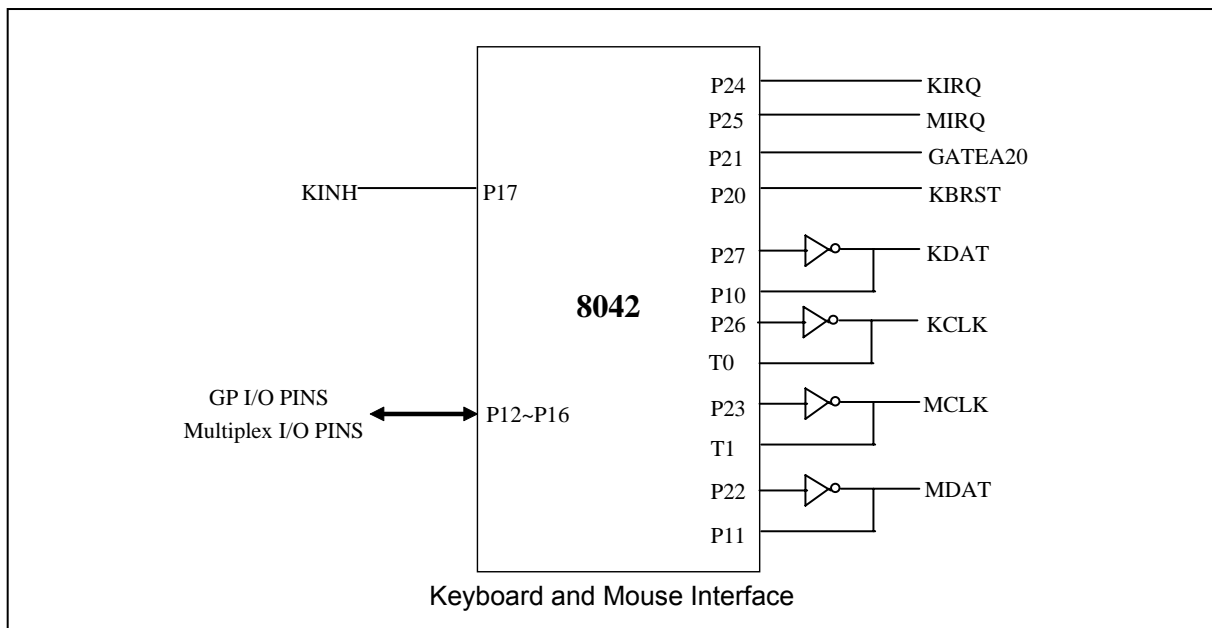 P24 KIRQ
P25 MIRQ
P21 GATEA20
KINH P17 P20 KBRST
P27 KDAT
P10
8042
P26 KCLK
T0
GP I/O PINS
P23 MCLK
P12~P16
Multiplex I/O PINS
T1
P22 MDAT
P11
Keyboard and Mouse Interface